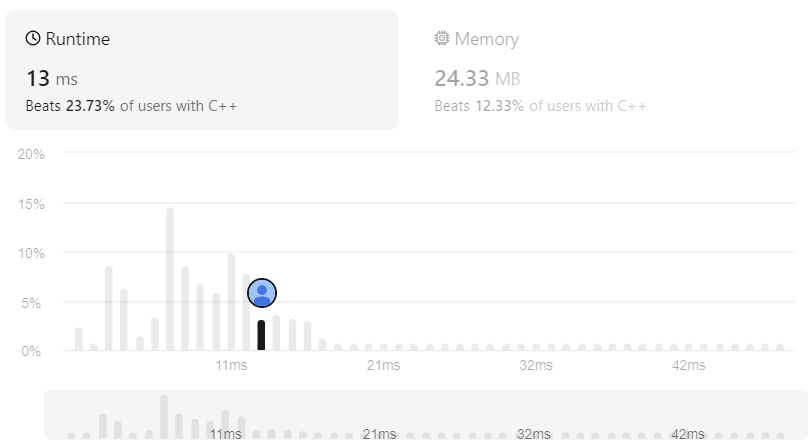 Runtime
13 ms
Beats 23.73% of users with C++
Memory
24.33 MB
Beats 12.33% of users with C++
20%
15%
10%
5%
0%
11ms 21ms 32ms 42ms
11ms 21ms 32ms 42ms